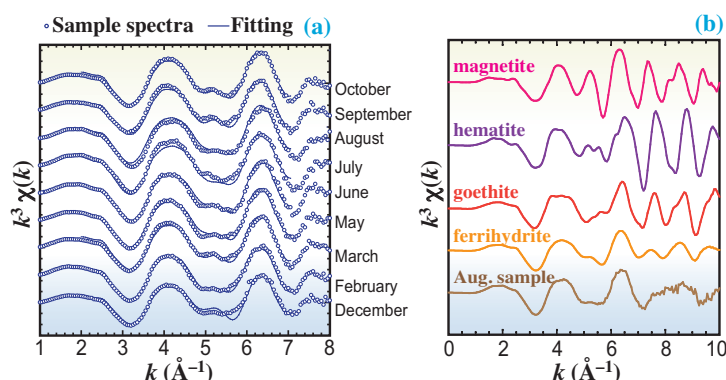 Sample spectra
Fitting
(a)
October
September
August
July
June
May
March
February
December
k³ χ(k)
1 2 3 4 5 6 7 8
k (Å⁻¹)
(b)
magnetite
hematite
goethite
ferrihydrite
Aug. sample
k³ χ(k)
0 2 4 6 8 10
k (Å⁻¹)